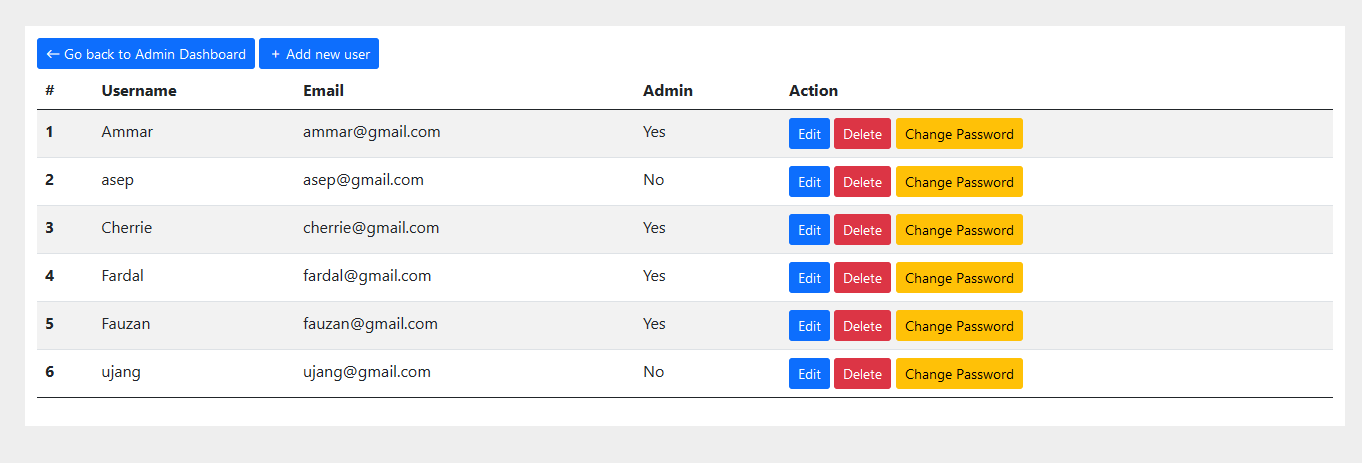 ← Go back to Admin Dashboard + Add new user
# Username Email Admin Action
1 Ammar ammar@gmail.com Yes Edit Delete Change Password
2 asep asep@gmail.com No Edit Delete Change Password
3 Cherrie cherrie@gmail.com Yes Edit Delete Change Password
4 Fardal fardal@gmail.com Yes Edit Delete Change Password
5 Fauzan fauzan@gmail.com Yes Edit Delete Change Password
6 ujang ujang@gmail.com No Edit Delete Change Password